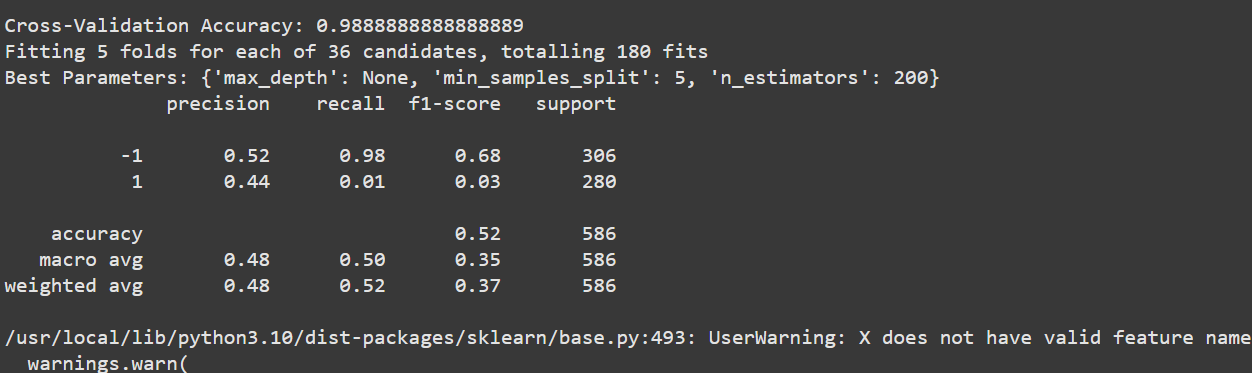 Cross-Validation Accuracy: 0.9888888888888889
Fitting 5 folds for each of 36 candidates, totalling 180 fits
Best Parameters: {'max_depth': None, 'min_samples_split': 5, 'n_estimators': 200}
precision recall f1-score support
-1 0.52 0.98 0.68 306
1 0.44 0.01 0.03 280
accuracy 0.52 586
macro avg 0.48 0.50 0.35 586
weighted avg 0.48 0.52 0.37 586
/usr/local/lib/python3.10/dist-packages/sklearn/base.py:493: UserWarning: X does not have valid feature name
warnings.warn(